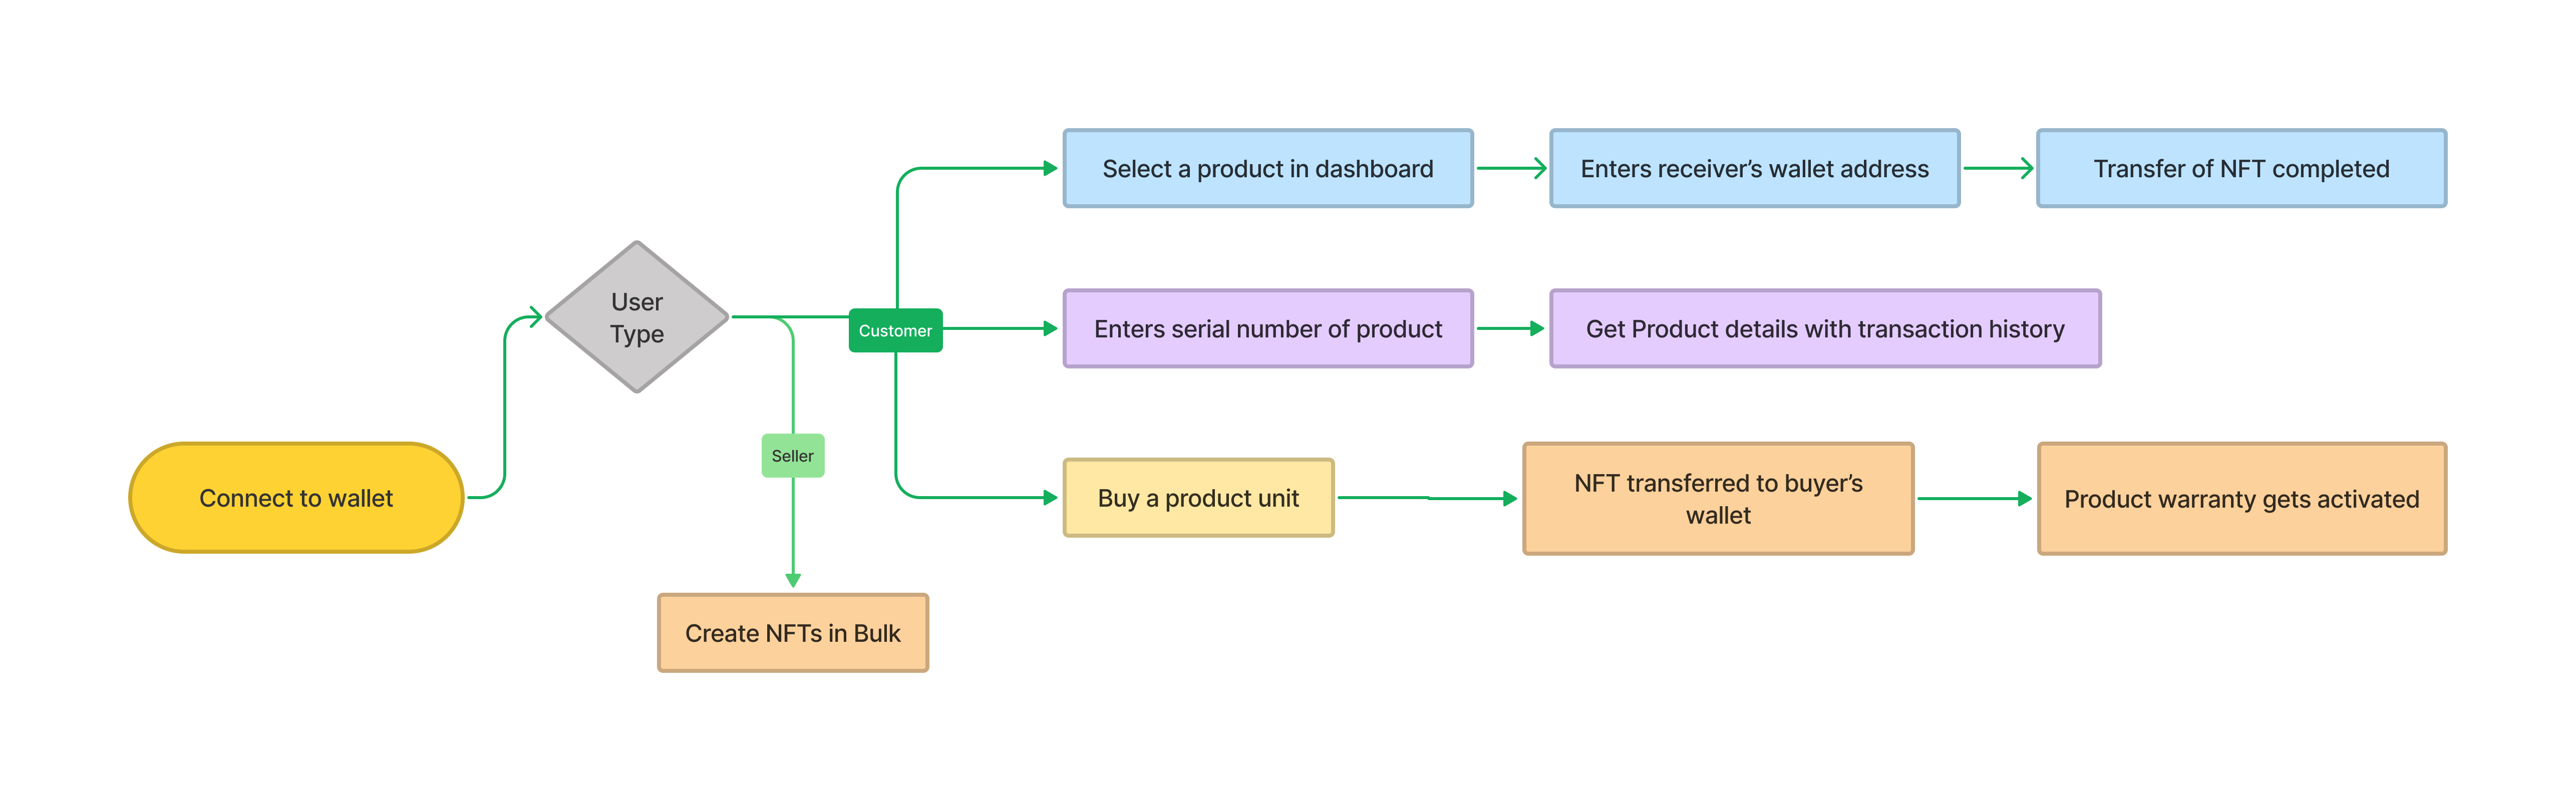 Select a product in dashboard
Enters receiver’s wallet address
Transfer of NFT completed
User
Type
Customer
Enters serial number of product
Get Product details with transaction history
Seller
Connect to wallet
Buy a product unit
NFT transferred to buyer’s
wallet
Product warranty gets activated
Create NFTs in Bulk